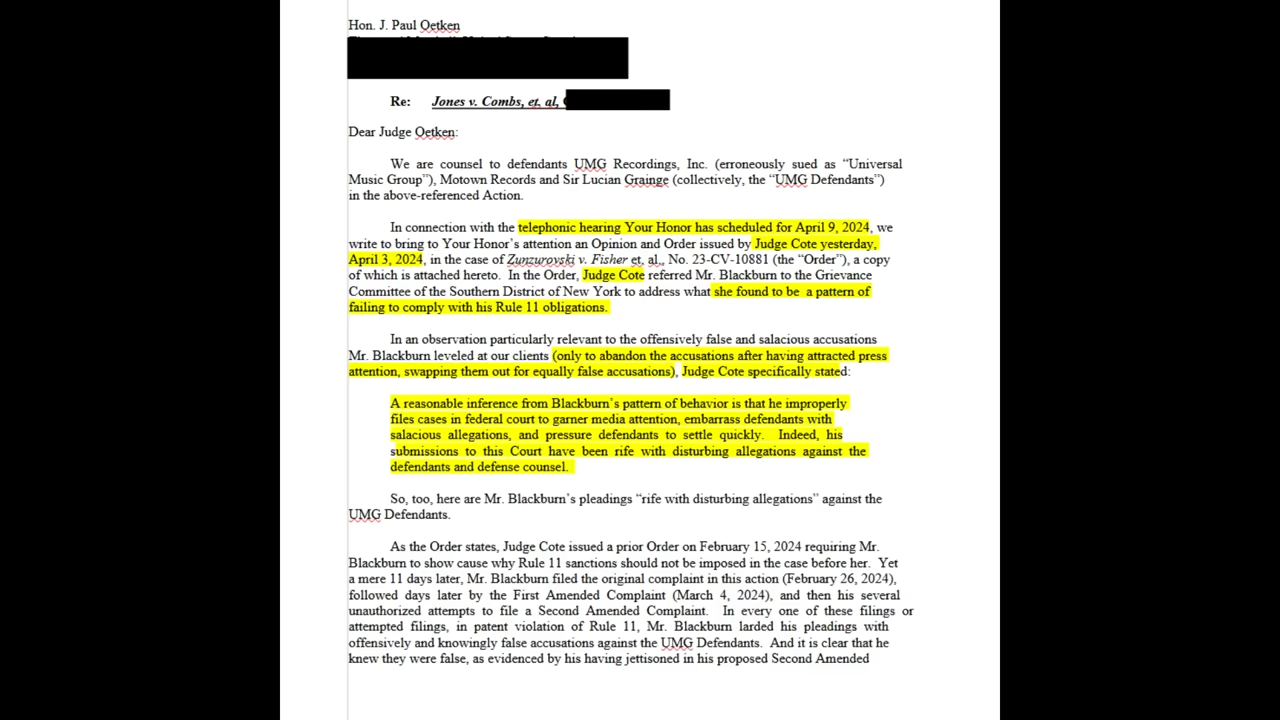 Hon. J. Paul Oetken
Re: Jones v. Combs, et, al,
Dear Judge Oetken:
We are counsel to defendants UMG Recordings, Inc. (erroneously sued as “Universal
Music Group”), Motown Records and Sir Lucian Grainge (collectively, the “UMG Defendants”)
in the above-referenced Action.
In connection with the telephonic hearing Your Honor has scheduled for April 9, 2024, we
write to bring to Your Honor’s attention an Opinion and Order issued by Judge Cote yesterday,
April 3, 2024, in the case of Zunzurovski v. Fisher et, al., No. 23-CV-10881 (the “Order”), a copy
of which is attached hereto. In the Order, Judge Cote referred Mr. Blackburn to the Grievance
Committee of the Southern District of New York to address what she found to be a pattern of
failing to comply with his Rule 11 obligations.
In an observation particularly relevant to the offensively false and salacious accusations
Mr. Blackburn leveled at our clients (only to abandon the accusations after having attracted press
attention, swapping them out for equally false accusations), Judge Cote specifically stated:
A reasonable inference from Blackburn’s pattern of behavior is that he improperly
files cases in federal court to garner media attention, embarrass defendants with
salacious allegations, and pressure defendants to settle quickly. Indeed, his
submissions to this Court have been rife with disturbing allegations against the
defendants and defense counsel.
So, too, here are Mr. Blackburn’s pleadings “rife with disturbing allegations” against the
UMG Defendants.
As the Order states, Judge Cote issued a prior Order on February 15, 2024 requiring Mr.
Blackburn to show cause why Rule 11 sanctions should not be imposed in the case before her. Yet
a mere 11 days later, Mr. Blackburn filed the original complaint in this action (February 26, 2024),
followed days later by the First Amended Complaint (March 4, 2024), and then his several
unauthorized attempts to file a Second Amended Complaint. In every one of these filings or
attempted filings, in patent violation of Rule 11, Mr. Blackburn larded his pleadings with
offensively and knowingly false accusations against the UMG Defendants. And it is clear that he
knew they were false, as evidenced by his having jettisoned in his proposed Second Amended